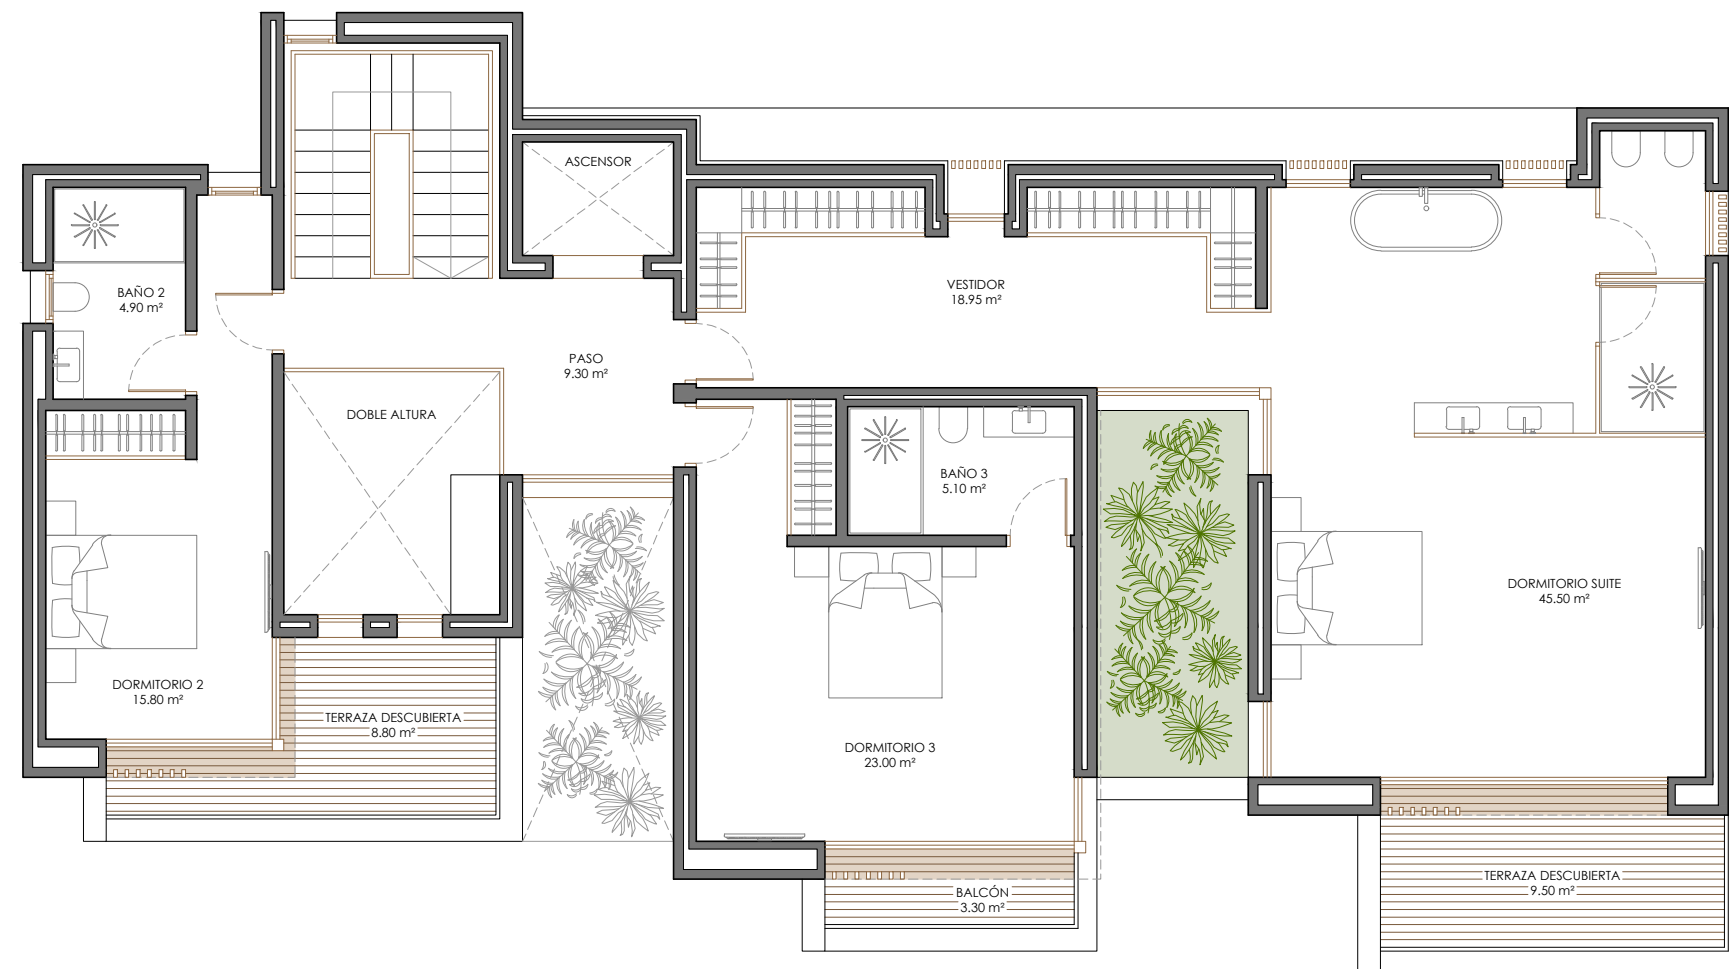 ASCENSOR
BAÑO 2
4.90 m²
VESTIDOR
18.95 m²
PASO
9.30 m²
DOBLE ALTURA
BAÑO 3
5.10 m²
DORMITORIO SUITE
45.50 m²
DORMITORIO 2
15.80 m²
TERRAZA DESCUBIERTA
8.80 m²
DORMITORIO 3
23.00 m²
TERRAZA DESCUBIERTA
9.50 m²
BALCÓN
3.30 m²